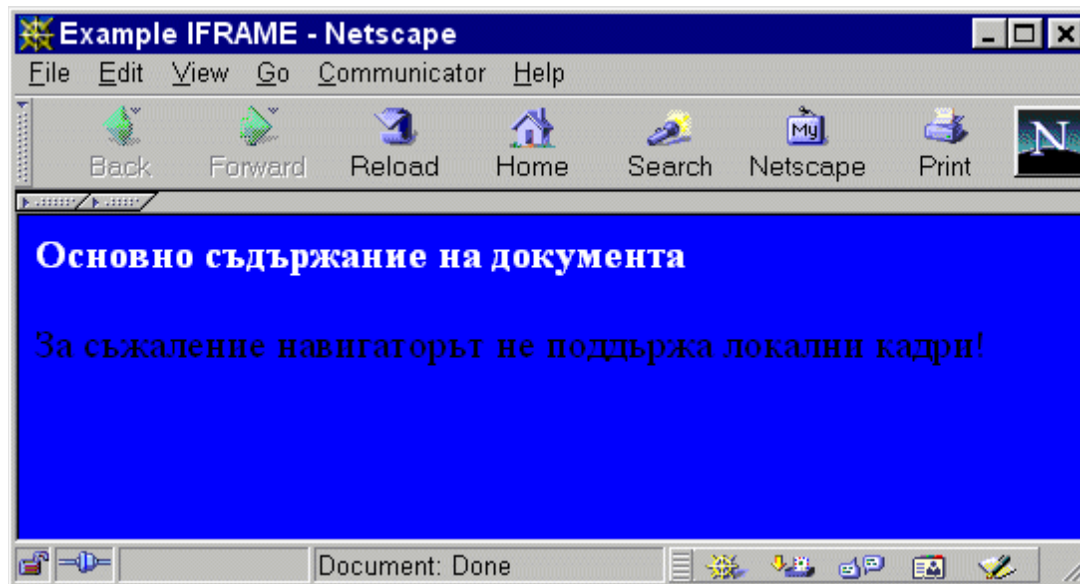 Example IFRAME - Netscape
File Edit View Go Communicator Help
My N
Back Forward Reload Home Search Netscape Print
Основно съдържание на документа
За съжаление навигаторът не поддържа локални кадри!
Document: Done